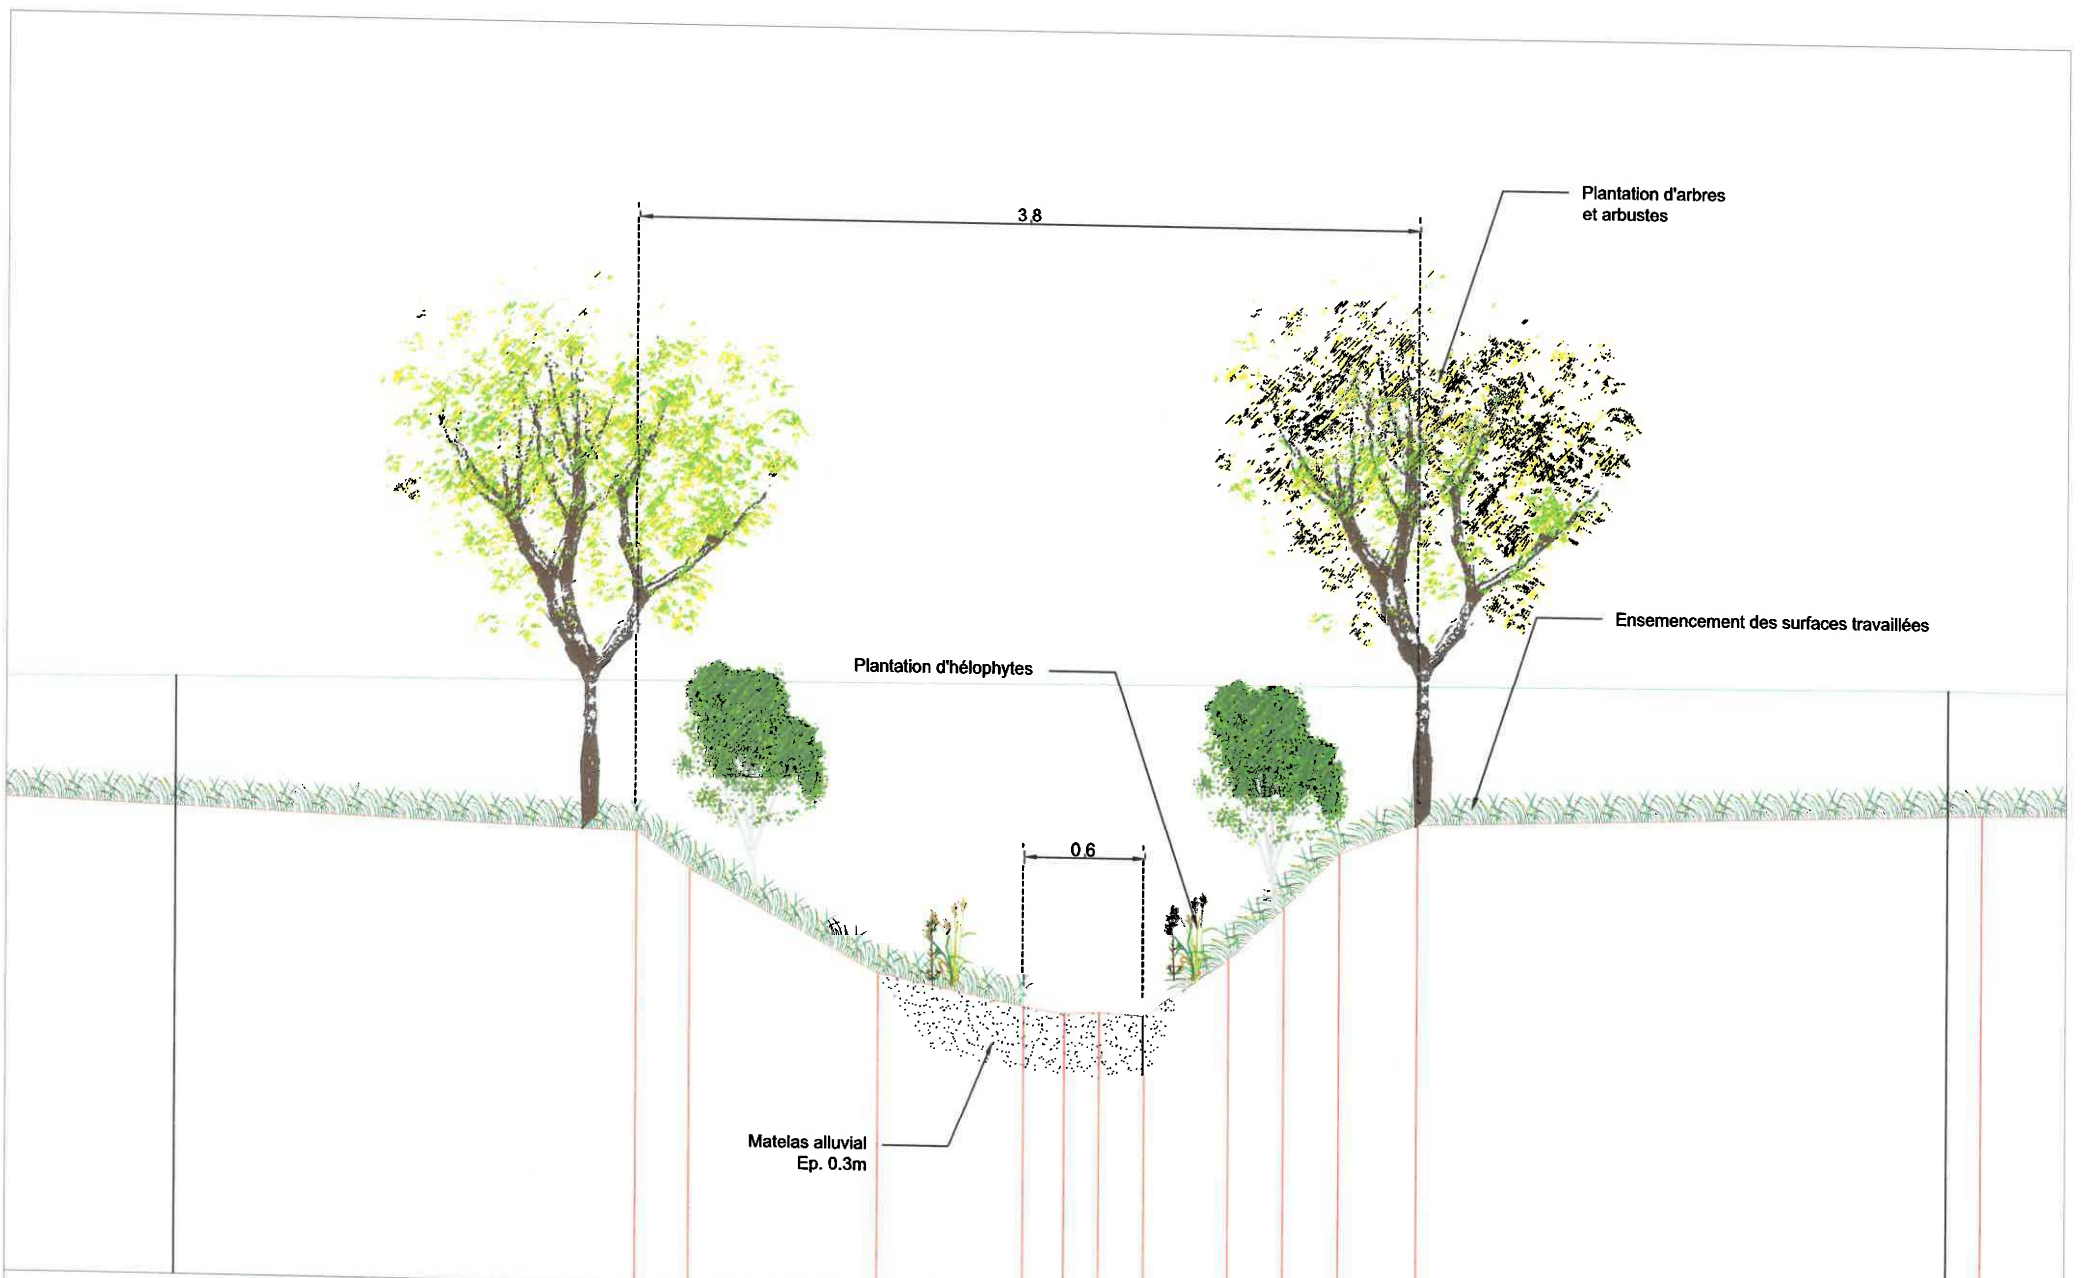 3,8
Plantation d'arbres
et arbustes
Ensemencement des surfaces travaillées
Plantation d'hélophytes
0,6
Matelas alluvial
Ep. 0.3m